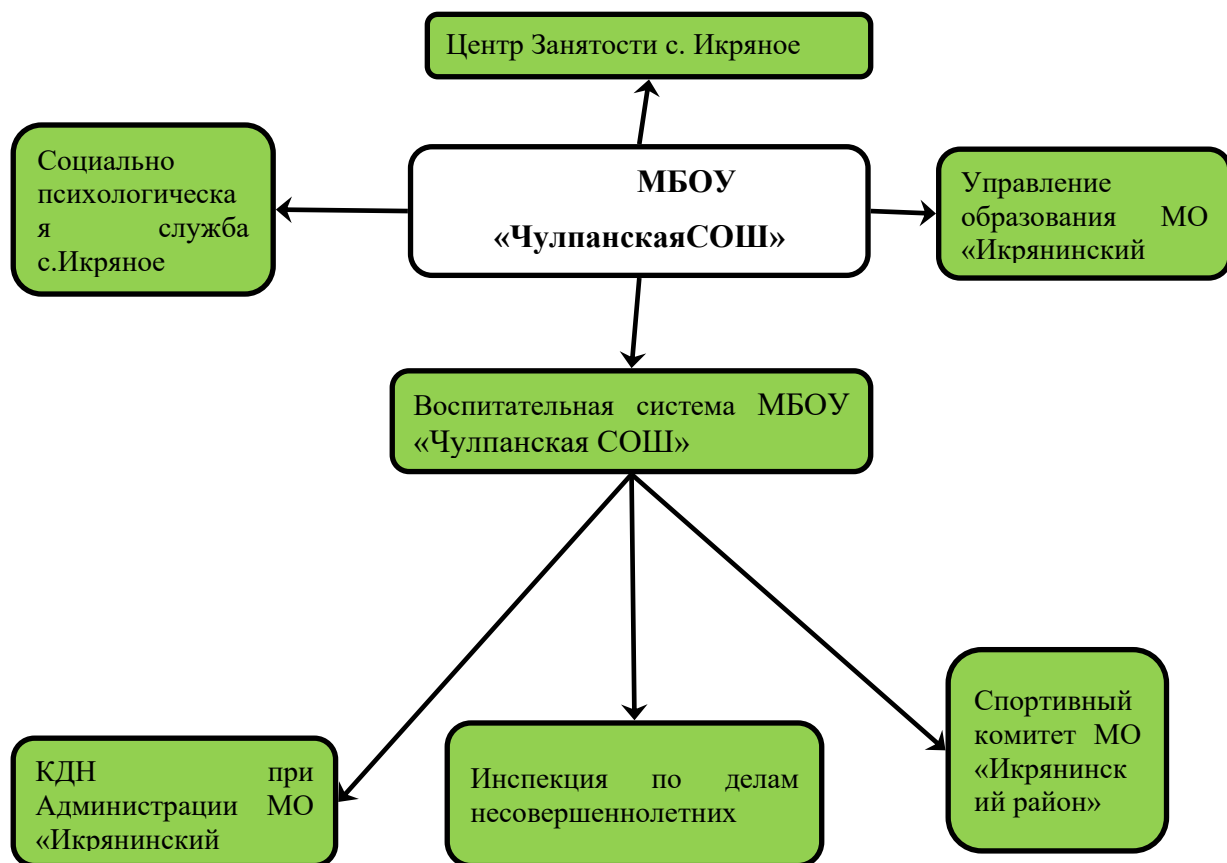 Центр Занятости с. Икряное
Социально
психологическа
я служба
с.Икряное
МБОУ
«ЧулпанскаяСОШ»
Управление
образования МО
«Икрянинский
Воспитательная система МБОУ
«Чулпанская СОШ»
КДН при
Администрации МО
«Икрянинский
Инспекция по делам
несовершеннолетних
Спортивный
комитет МО
«Икрянинск
ий район»